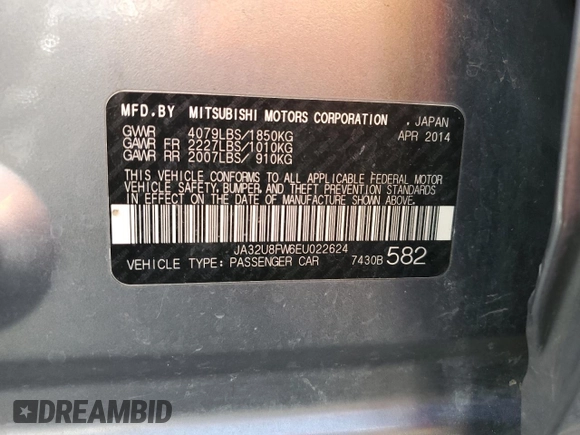 MFD.BY MITSUBISHI MOTORS CORPORATION , JAPAN
GVWR 4079LBS/1850KG APR 2014
GAWR FR 2227LBS/1010KG
GAWR RR 2007LBS/ 910KG
THIS VEHICLE CONFORMS TO ALL APPLICABLE FEDERAL MOTOR
VEHICLE SAFETY, BUMPER, AND THEFT PREVENTION STANDARDS
IN EFFECT ON THE DATE OF MANUFACTURE SHOWN ABOVE.
JA32U8FW6EU022624
VEHICLE TYPE: PASSENGER CAR 7430B 582
DREAMBID